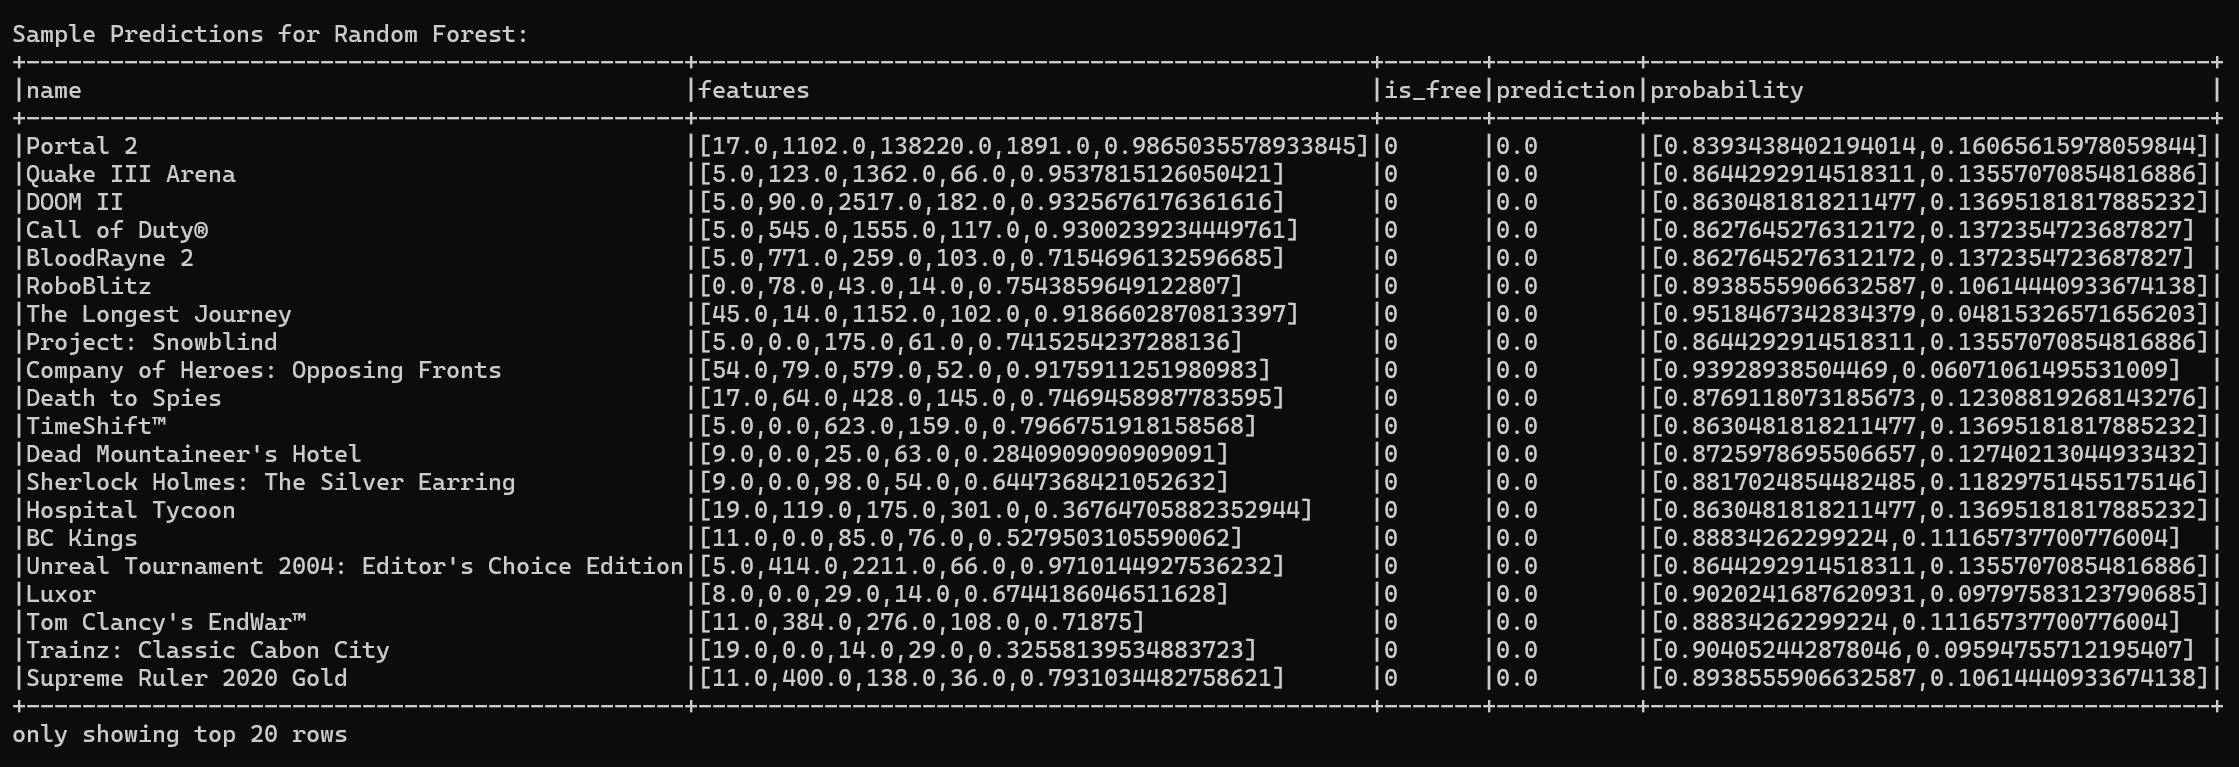 Sample Predictions for Random Forest:
+-----------------------------------------------+------------------------------------------------+-------+----------+----------------------------------------+
|name                                           |features                                        |is_free|prediction|probability                             |
+-----------------------------------------------+------------------------------------------------+-------+----------+----------------------------------------+
|Portal 2                                       |[17.0,1102.0,138220.0,1891.0,0.9865035578933845]|0      |0.0       |[0.8393438402194014,0.16065615978059844]|
|Quake III Arena                                |[5.0,123.0,1362.0,66.0,0.9537815126050421]      |0      |0.0       |[0.8644292914518311,0.13557070854816886]|
|DOOM II                                        |[5.0,90.0,2517.0,182.0,0.9325676176361616]      |0      |0.0       |[0.8630481818211477,0.13695181817885232]|
|Call of Duty®                                  |[5.0,545.0,1555.0,117.0,0.9300239234449761]     |0      |0.0       |[0.8627645276312172,0.1372354723687827] |
|BloodRayne 2                                   |[5.0,771.0,259.0,103.0,0.7154696132596685]      |0      |0.0       |[0.8627645276312172,0.1372354723687827] |
|RoboBlitz                                      |[0.0,78.0,43.0,14.0,0.7543859649122807]         |0      |0.0       |[0.8938555906632587,0.10614440933674138]|
|The Longest Journey                            |[45.0,14.0,1152.0,102.0,0.9186602870813397]     |0      |0.0       |[0.9518467342834379,0.04815326571656203]|
|Project: Snowblind                             |[5.0,0.0,175.0,61.0,0.7415254237288136]         |0      |0.0       |[0.8644292914518311,0.13557070854816886]|
|Company of Heroes: Opposing Fronts             |[54.0,79.0,579.0,52.0,0.9175911251980983]       |0      |0.0       |[0.93928938504469,0.06071061495531009]  |
|Death to Spies                                 |[17.0,64.0,428.0,145.0,0.7469458987783595]      |0      |0.0       |[0.8769118073185673,0.12308819268143276]|
|TimeShift™                                     |[5.0,0.0,623.0,159.0,0.7966751918158568]        |0      |0.0       |[0.8630481818211477,0.13695181817885232]|
|Dead Mountaineer's Hotel                       |[9.0,0.0,25.0,63.0,0.2840909090909091]          |0      |0.0       |[0.8725978695506657,0.12740213044933432]|
|Sherlock Holmes: The Silver Earring            |[9.0,0.0,98.0,54.0,0.6447368421052632]          |0      |0.0       |[0.8817024854482485,0.11829751455175146]|
|Hospital Tycoon                                |[19.0,119.0,175.0,301.0,0.367647058823529­44]    |0      |0.0       |[0.8630481818211477,0.13695181817885232]|
|BC Kings                                       |[11.0,0.0,85.0,76.0,0.5279503105590062]         |0      |0.0       |[0.88834262299224,0.11165737700776004]  |
|Unreal Tournament 2004: Editor's Choice Edition|[5.0,414.0,2211.0,66.0,0.9710144927536232]      |0      |0.0       |[0.8644292914518311,0.13557070854816886]|
|Luxor                                          |[8.0,0.0,29.0,14.0,0.6744186046511628]          |0      |0.0       |[0.9020241687620931,0.09797583123790685]|
|Tom Clancy's EndWar™                           |[11.0,384.0,276.0,108.0,0.71875]                |0      |0.0       |[0.88834262299224,0.11165737700776004]  |
|Trainz: Classic Cabon City                     |[19.0,0.0,14.0,29.0,0.32558139534883723]        |0      |0.0       |[0.904052442878046,0.09594755712195407] |
|Supreme Ruler 2020 Gold                        |[11.0,400.0,138.0,36.0,0.7931034482758621]      |0      |0.0       |[0.8938555906632587,0.10614440933674138]|
+-----------------------------------------------+------------------------------------------------+-------+----------+----------------------------------------+
only showing top 20 rows